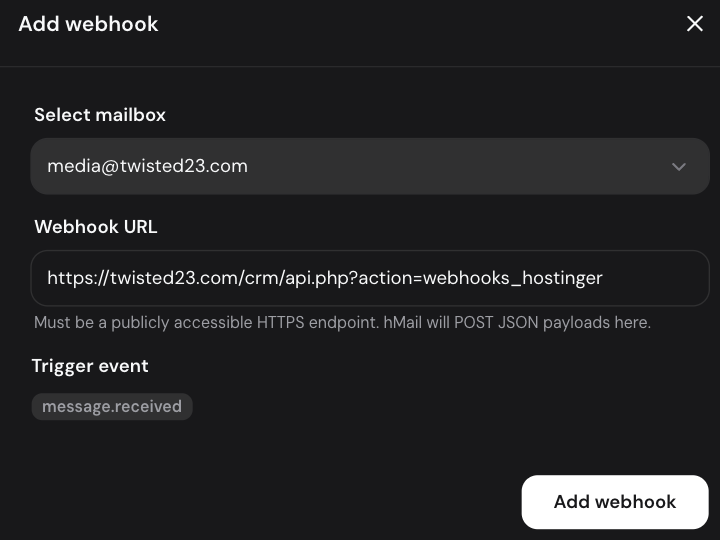 Add webhook
Select mailbox
media@twisted23.com
Webhook URL
https://twisted23.com/crm/api.php?action=webhooks_hostinger
Must be a publicly accessible HTTPS endpoint. hMail will POST JSON payloads here.
Trigger event
message.received
Add webhook